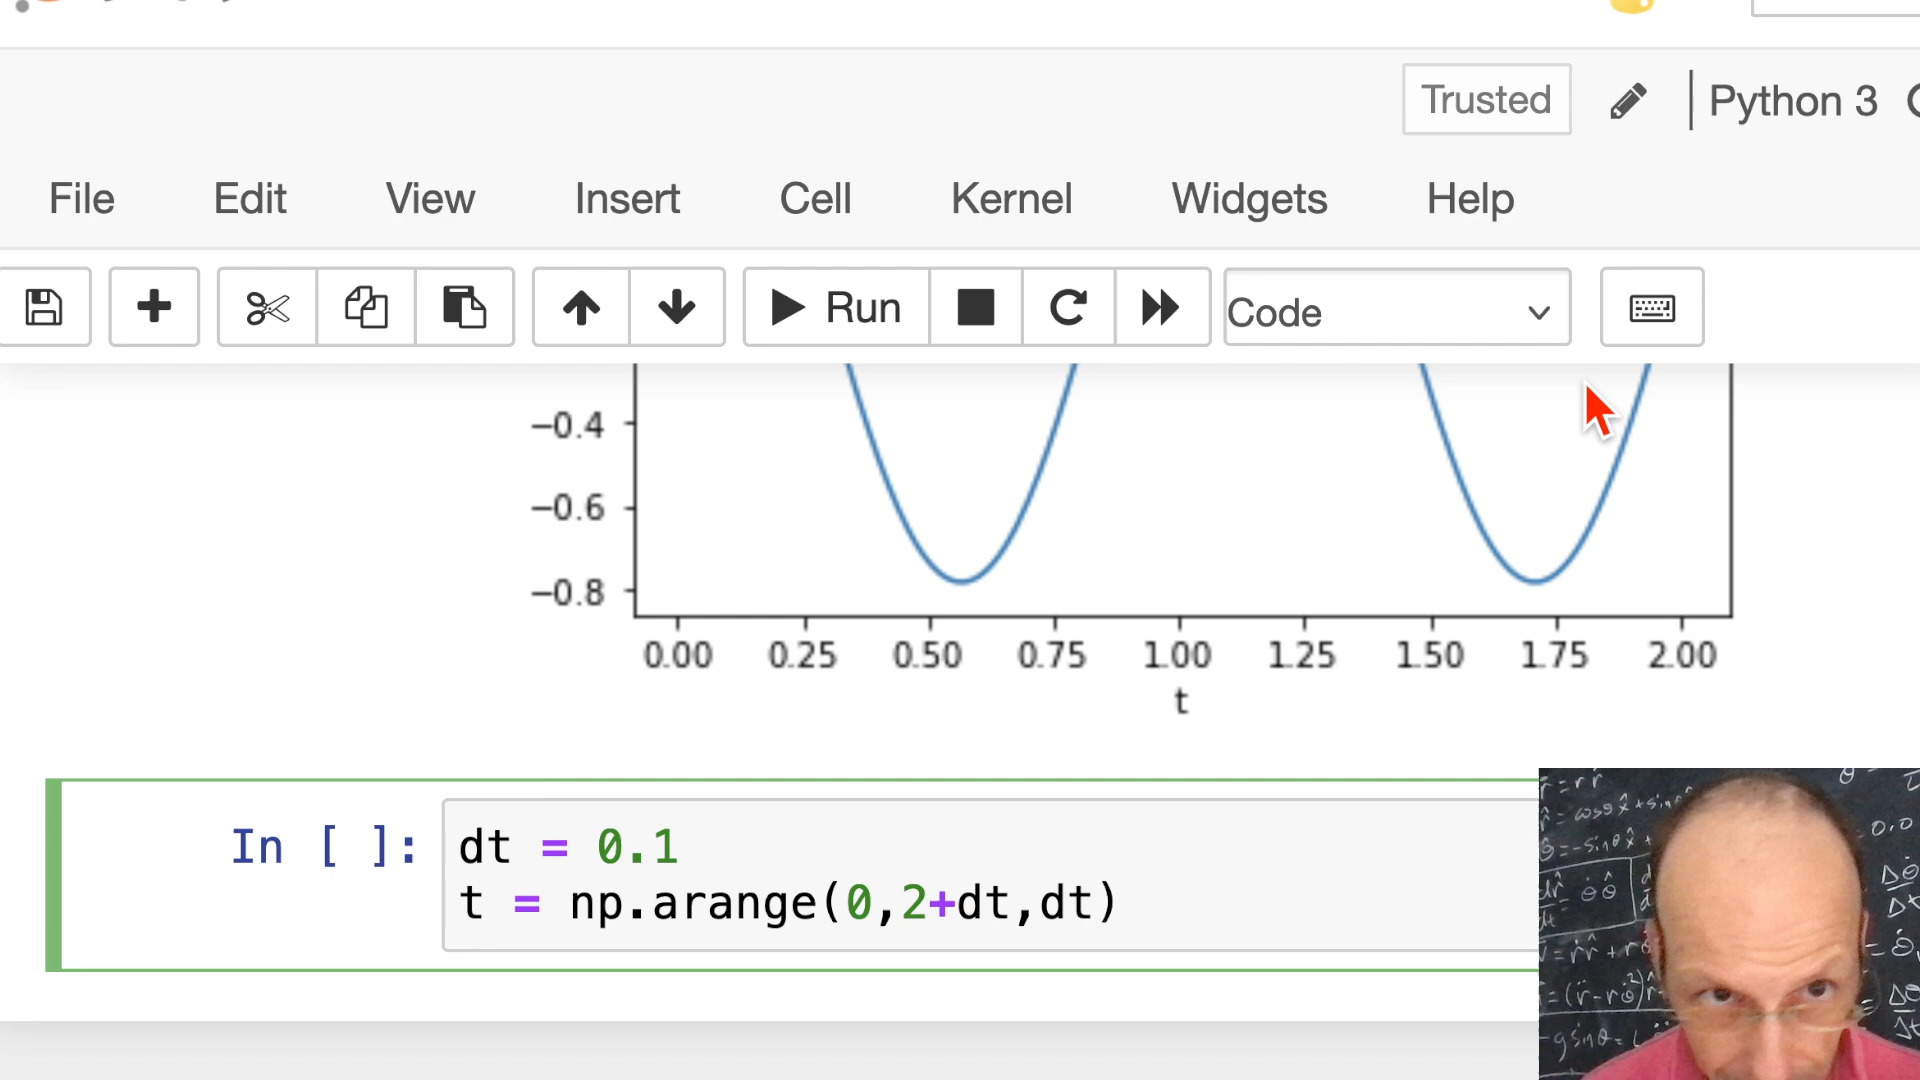 Trusted
Python 3
File Edit View Insert Cell Kernel Widgets Help
Run
Code
−0.4
−0.6
−0.8
0.00 0.25 0.50 0.75 1.00 1.25 1.50 1.75 2.00
t
In [ ]:
dt = 0.1
t = np.arange(0,2+dt,dt)